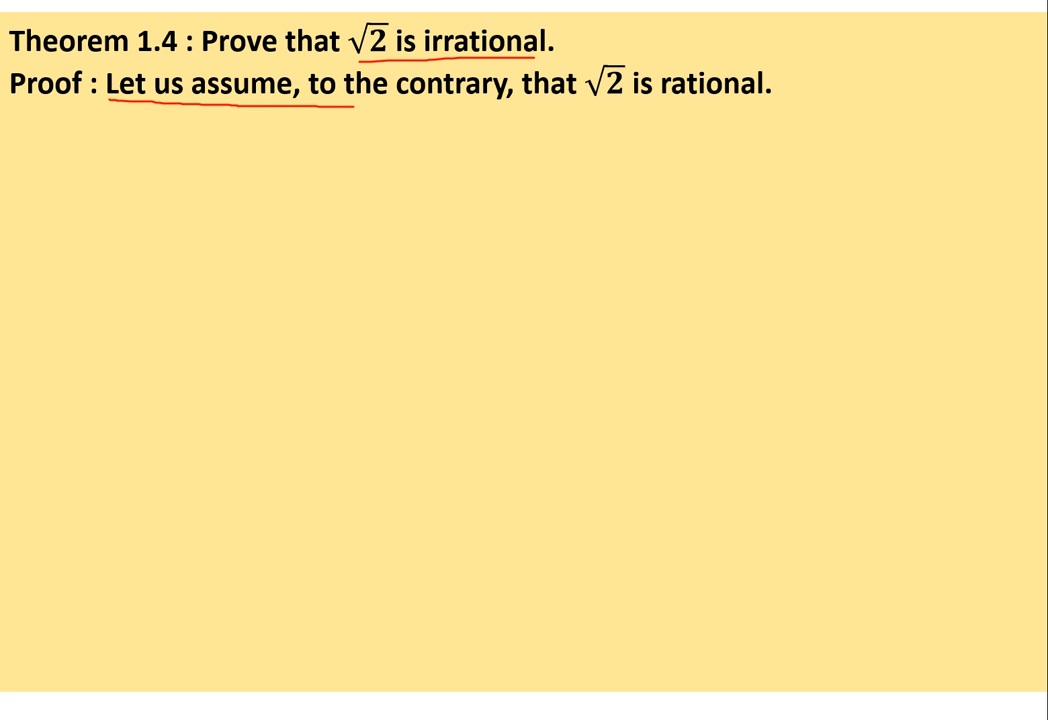 Theorem 1.4 : Prove that √2 is irrational.
Proof : Let us assume, to the contrary, that √2 is rational.